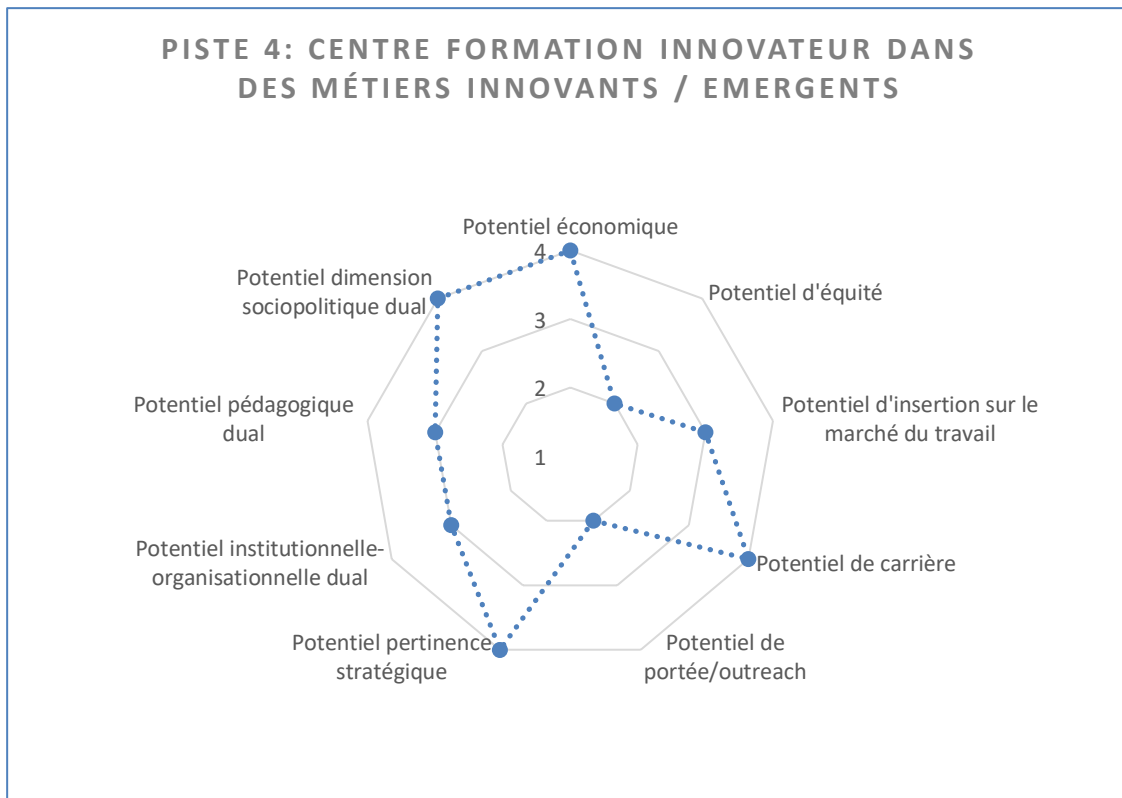 PISTE 4: CENTRE FORMATION INNOVATEUR DANS
DES MÉTIERS INNOVANTS / EMERGENTS
Potentiel économique
4
3
2
1
Potentiel d'équité
Potentiel d'insertion sur le
marché du travail
Potentiel de carrière
Potentiel de
portée/outreach
Potentiel pertinence
stratégique
Potentiel institutionnelle-
organisationnelle dual
Potentiel pédagogique
dual
Potentiel dimension
sociopolitique dual